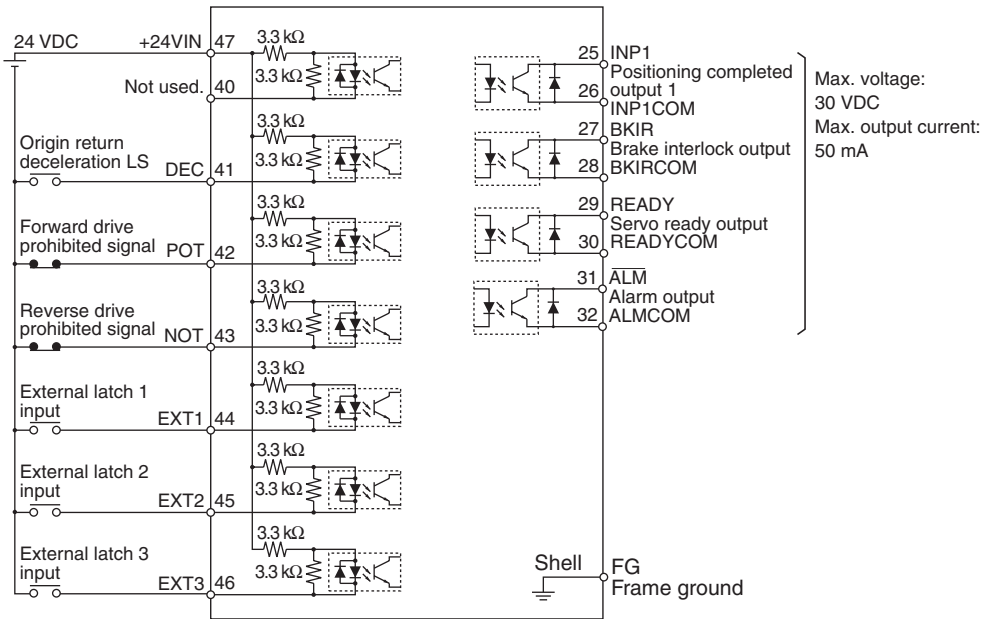 24 VDC
+24VIN 47
3.3 kΩ
3.3 kΩ
Not used. 40
3.3 kΩ
3.3 kΩ
Origin return
deceleration LS
DEC 41
3.3 kΩ
3.3 kΩ
Forward drive
prohibited signal
POT 42
3.3 kΩ
3.3 kΩ
Reverse drive
prohibited signal
NOT 43
3.3 kΩ
3.3 kΩ
External latch 1
input
EXT1 44
3.3 kΩ
3.3 kΩ
External latch 2
input
EXT2 45
3.3 kΩ
3.3 kΩ
External latch 3
input
EXT3 46
25 INP1
Positioning completed
output 1
26
INP1COM
27 BKIR
Brake interlock output
28 BKIRCOM
29 READY
Servo ready output
30 READYCOM
31 ALM
Alarm output
32 ALMCOM
Max. voltage:
30 VDC
Max. output current:
50 mA
Shell FG
Frame ground